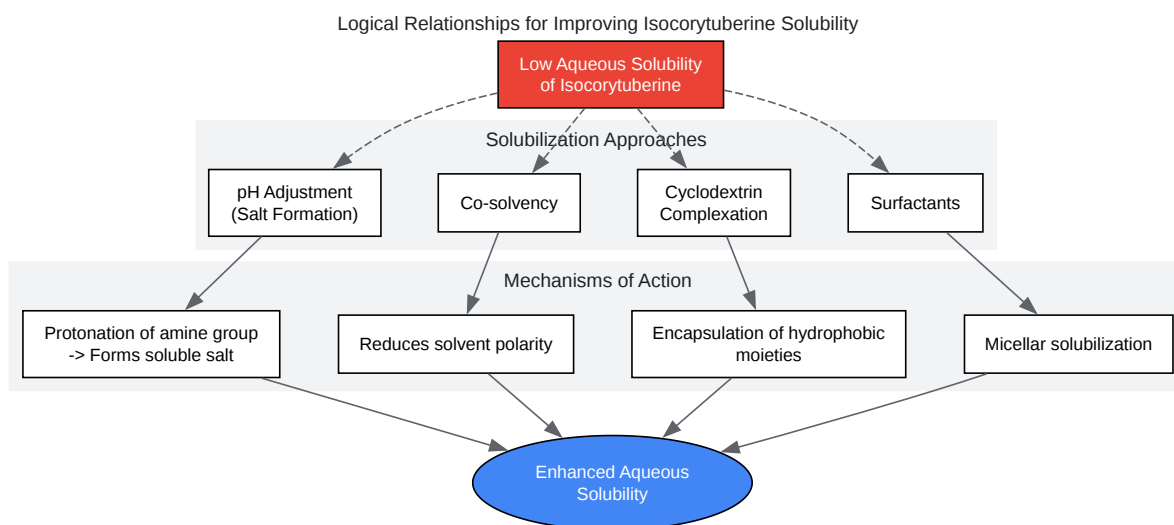 Logical Relationships for Improving Isocorytuberine Solubility
Low Aqueous Solubility
of Isocorytuberine
Solubilization Approaches
pH Adjustment
(Salt Formation)
Co-solvency
Cyclodextrin
Complexation
Surfactants
Mechanisms of Action
Protonation of amine group
-> Forms soluble salt
Reduces solvent polarity
Encapsulation of hydrophobic
moieties
Micellar solubilization
Enhanced Aqueous
Solubility